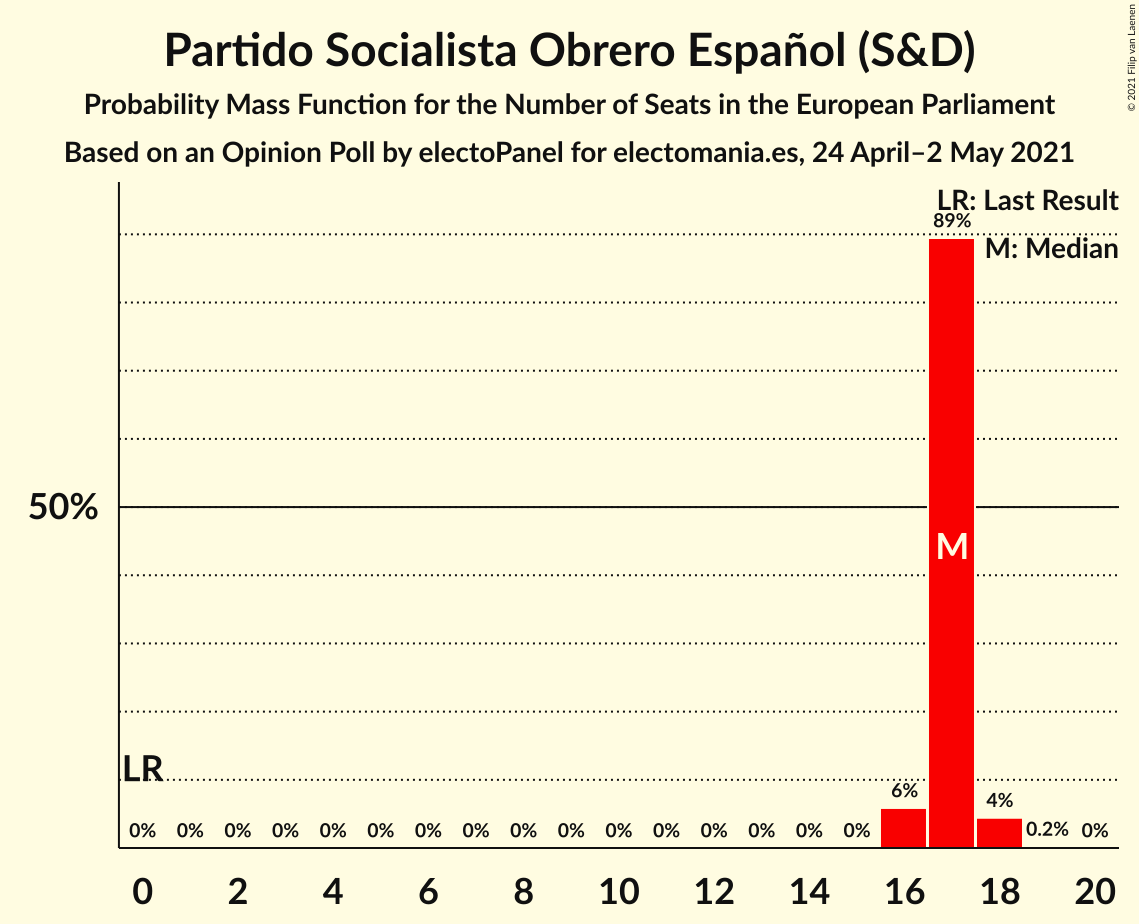 Partido Socialista Obrero Español (S&D)
Probability Mass Function for the Number of Seats in the European Parliament
Based on an Opinion Poll by electoPanel for electomania.es, 24 April–2 May 2021
© 2021 Filip van Laenen
LR: Last Result
89%
M: Median
50%
M
LR
6%
4%
0% 0% 0% 0% 0% 0% 0% 0% 0% 0% 0% 0% 0% 0% 0% 0% 0.2% 0%
0 2 4 6 8 10 12 14 16 18 20